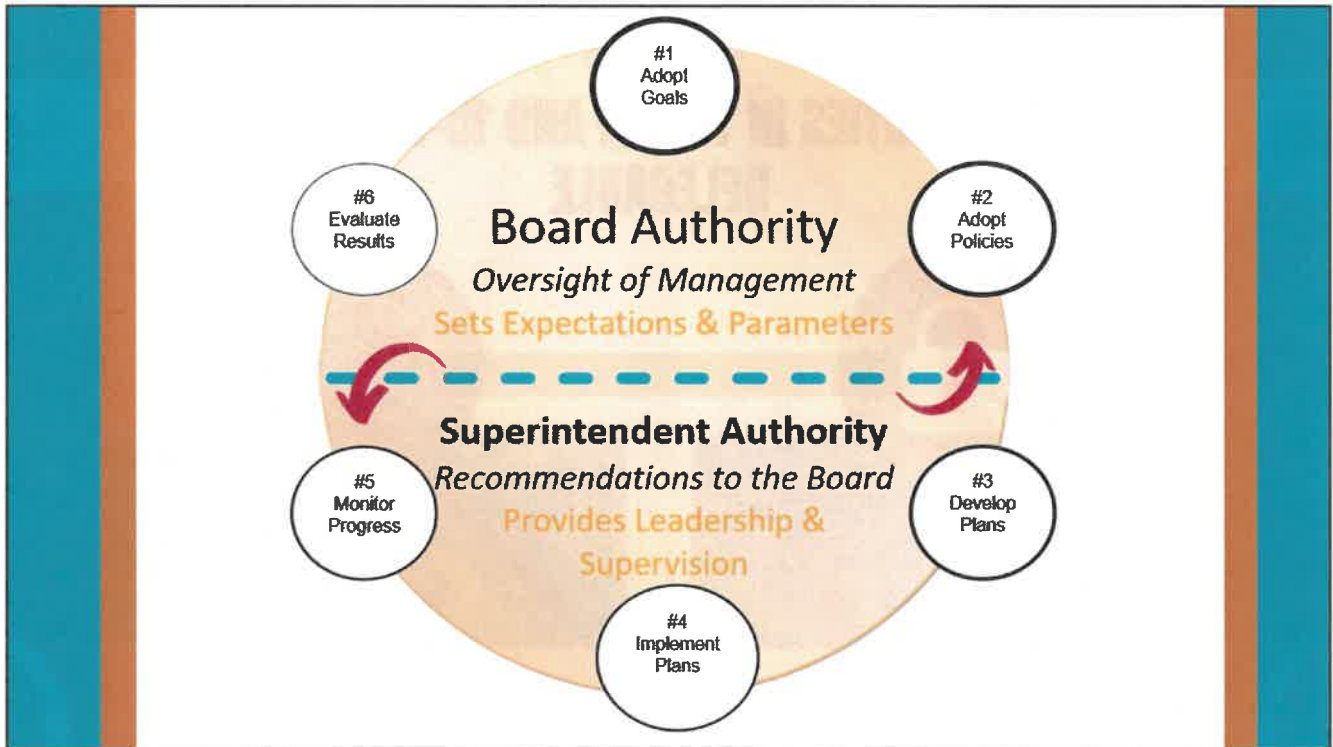 #1
Adopt
Goals
#6
Evaluate
Results
#2
Adopt
Policies
Board Authority
Oversight of Management
Sets Expectations & Parameters
Superintendent Authority
Recommendations to the Board
Provides Leadership &
Supervision
#5
Monitor
Progress
#3
Develop
Plans
#4
Implement
Plans